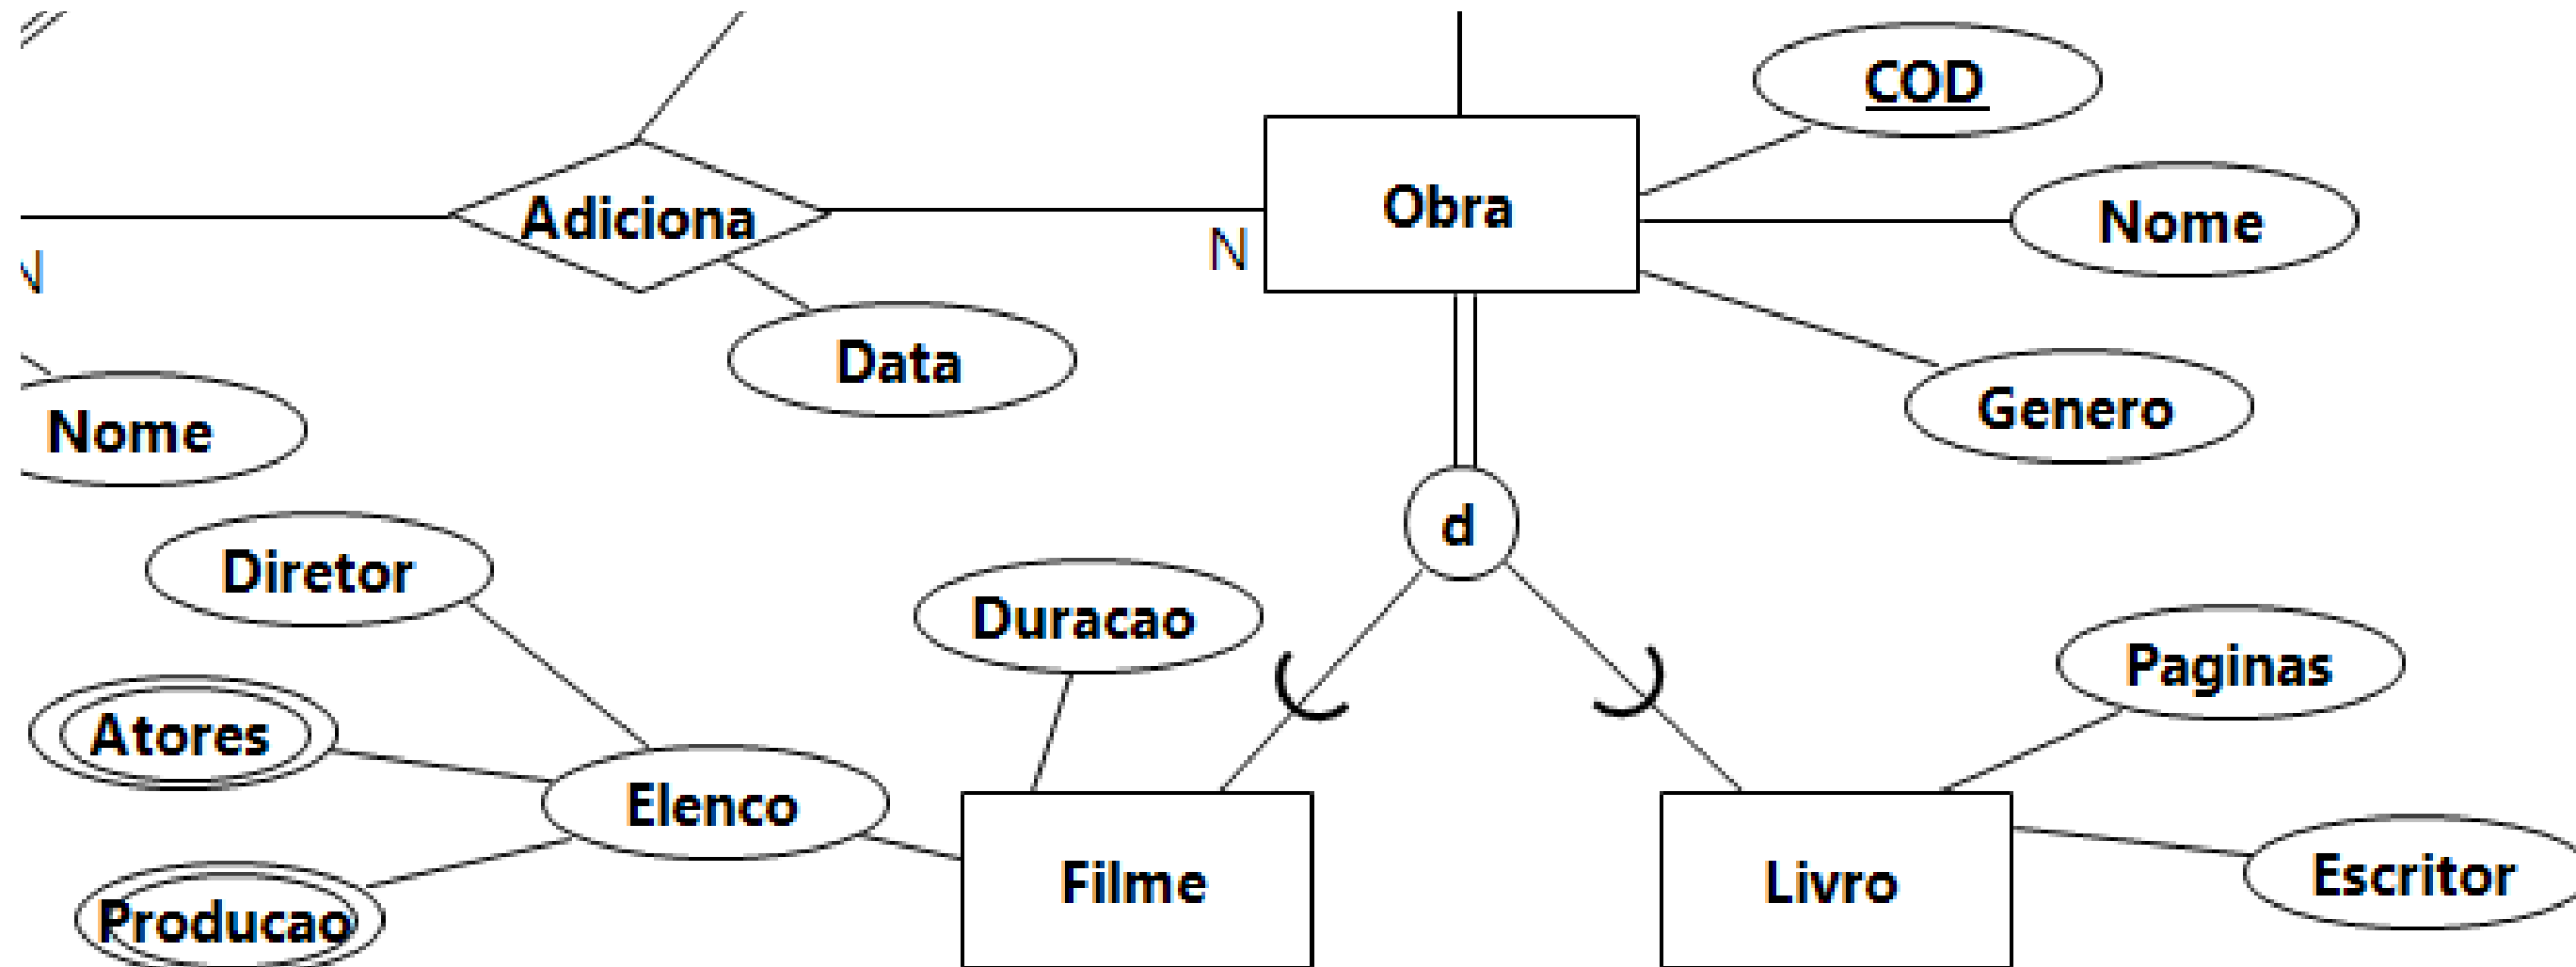 COD
Obra
Adiciona
Nome
N
N
Data
Genero
Nome
d
Diretor
Duracao
Paginas
Atores
Elenco
Escritor
Filme
Livro
Producao